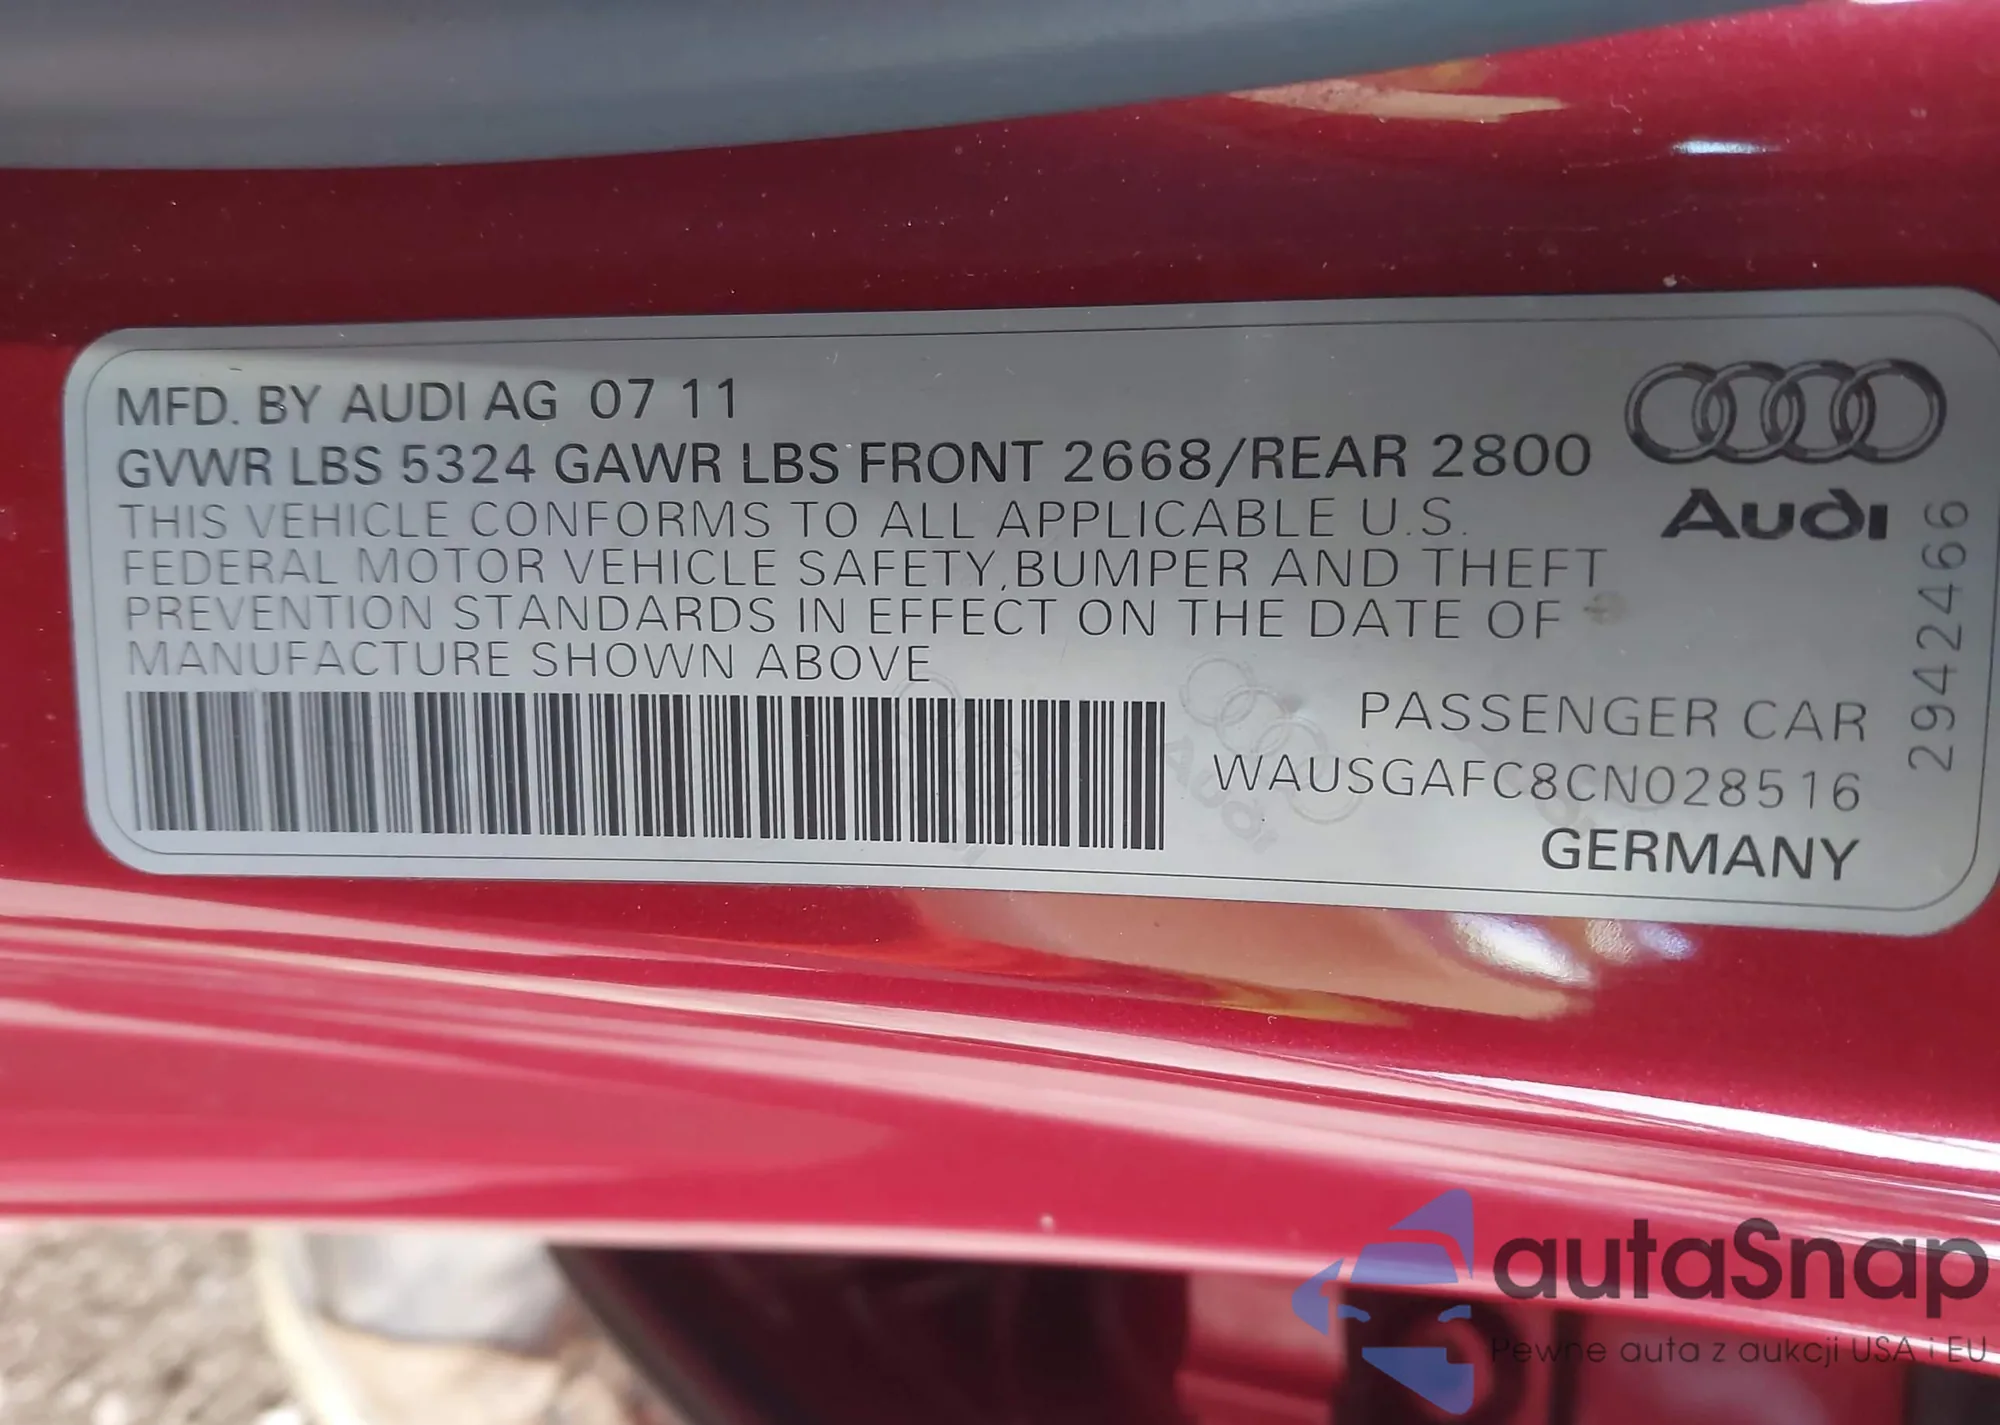 MFD. BY AUDI AG 07 11
GVWR LBS 5324 GAWR LBS FRONT 2668/REAR 2800
THIS VEHICLE CONFORMS TO ALL APPLICABLE U.S.
FEDERAL MOTOR VEHICLE SAFETY,BUMPER AND THEFT
PREVENTION STANDARDS IN EFFECT ON THE DATE OF
MANUFACTURE SHOWN ABOVE
Audi
2942466
PASSENGER CAR
WAUSGAFC8CN028516
GERMANY
autaSnap
Pewne auta z aukcji USA i EU